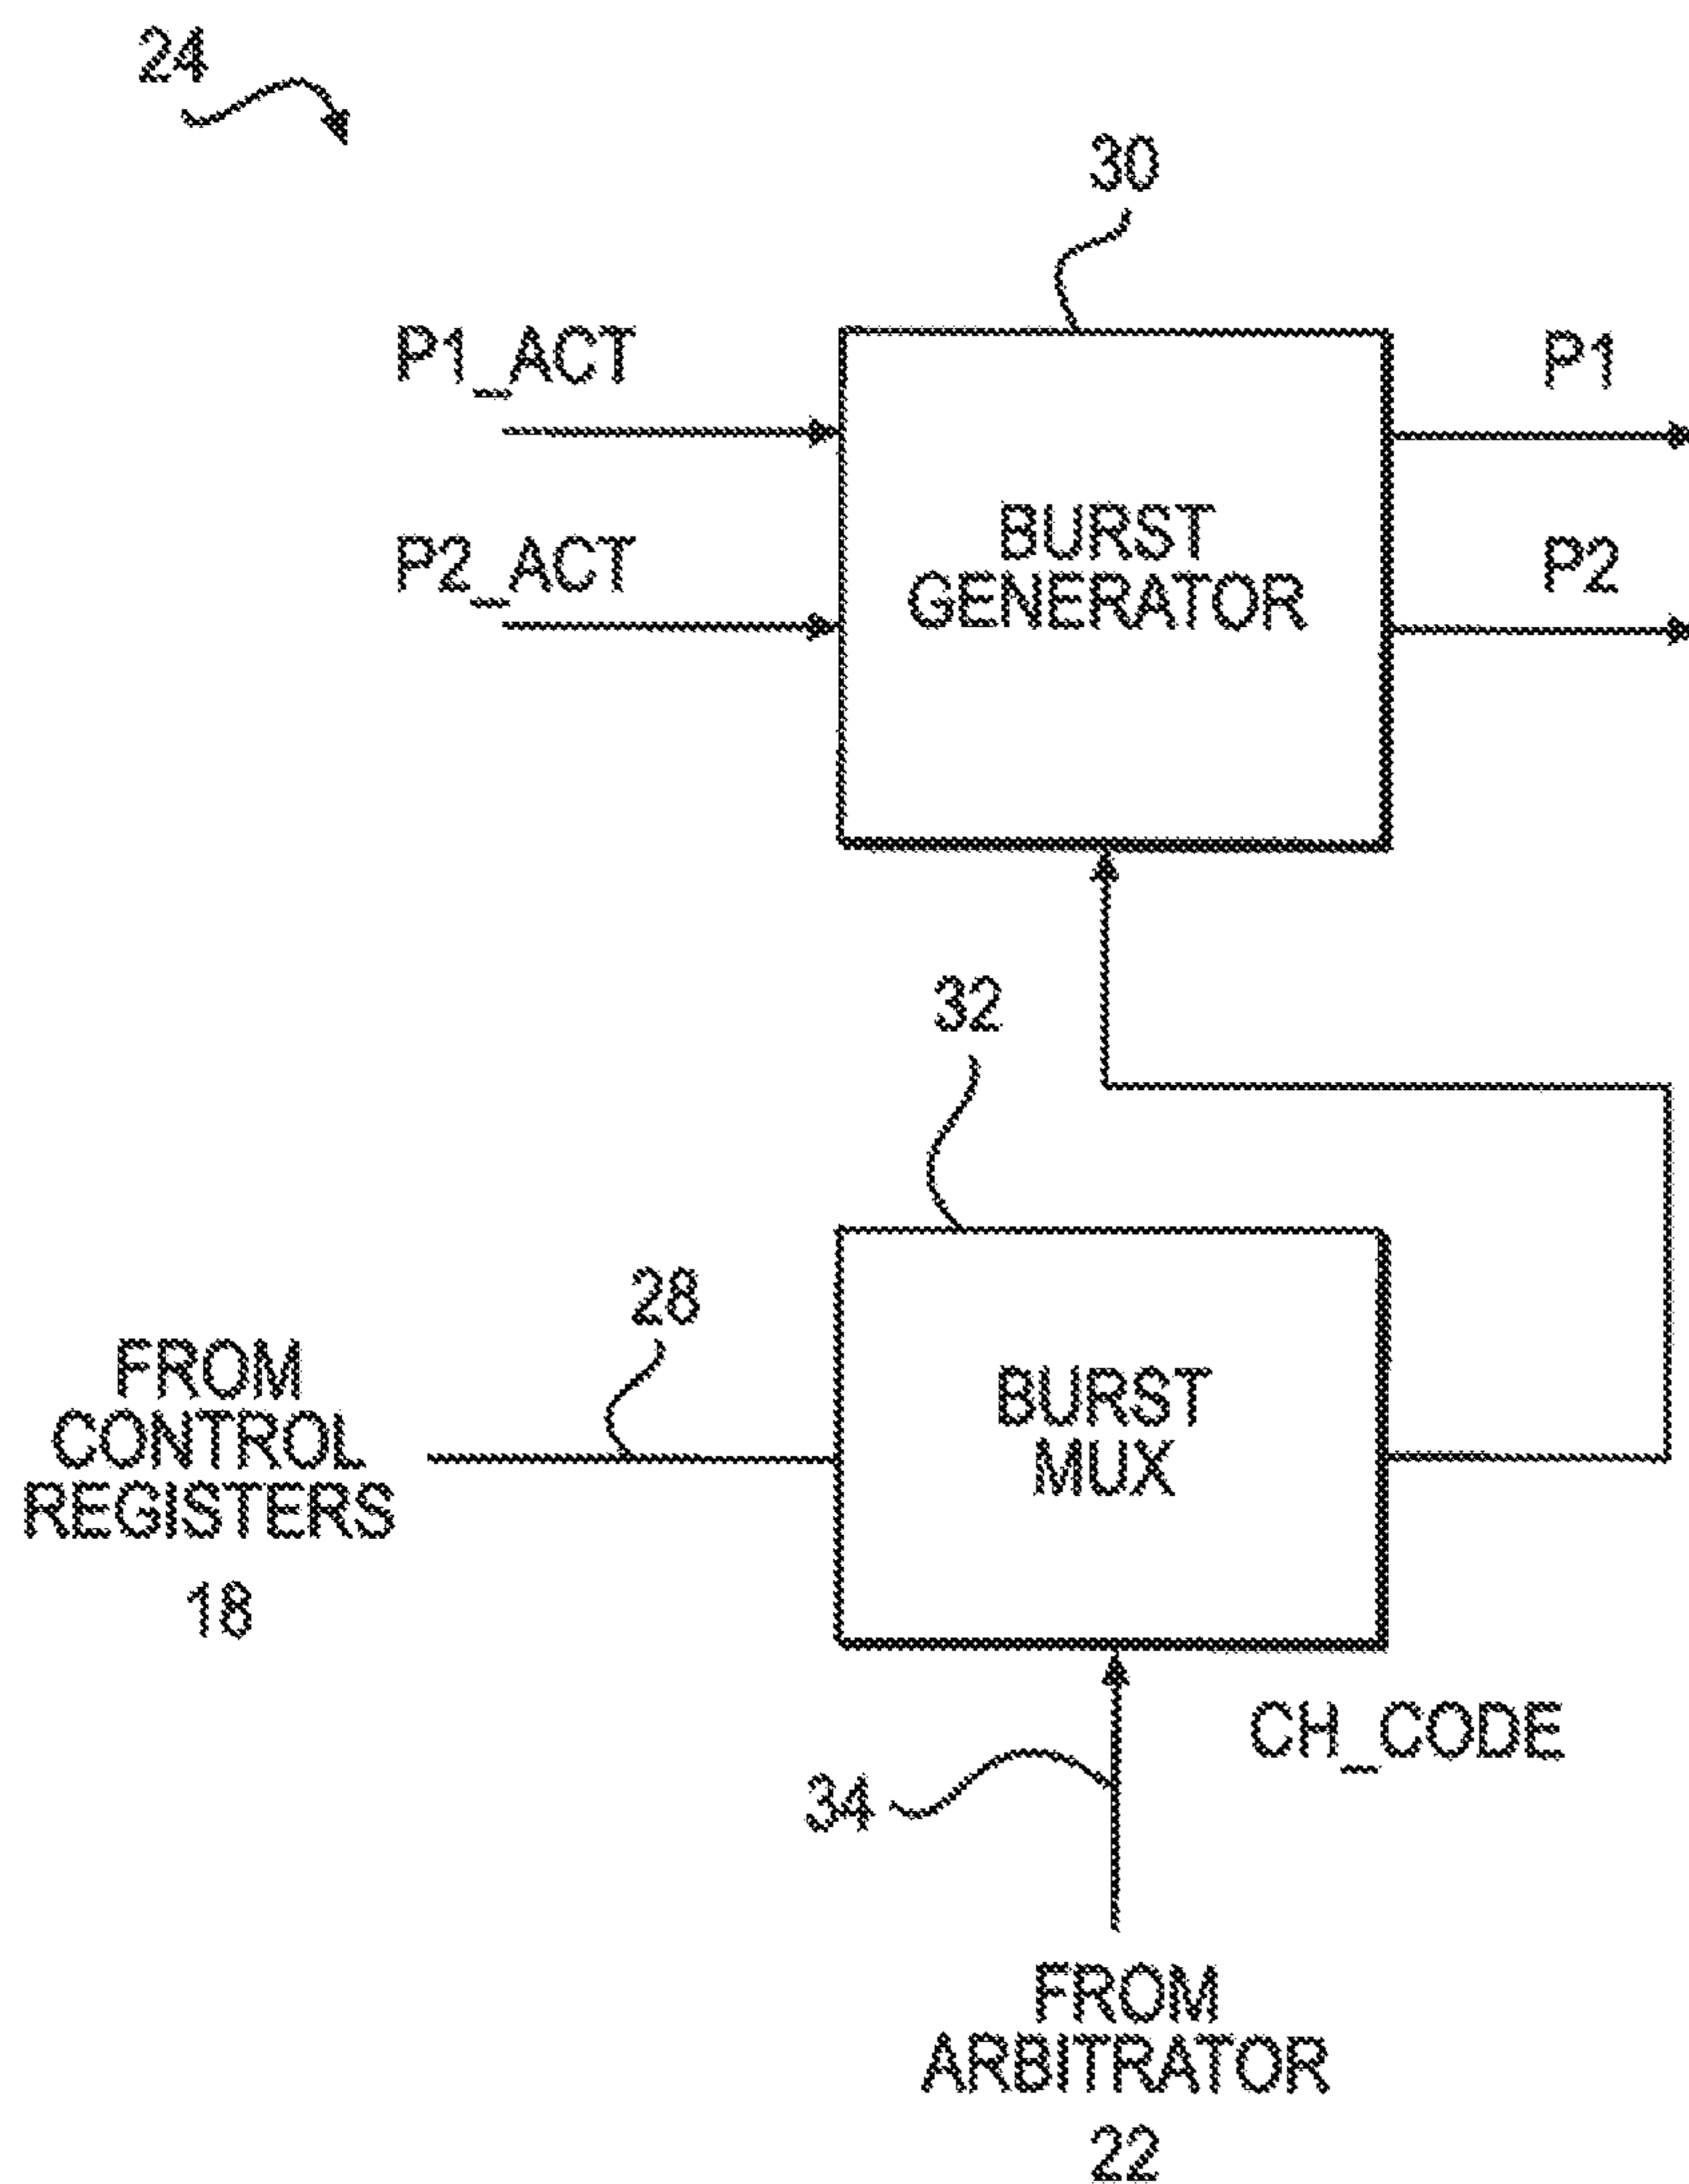 24
30
P1_ACT
P1
P2_ACT
P2
BURST
GENERATOR
32
28
FROM
CONTROL
REGISTERS
18
BURST
MUX
CH_CODE
34
FROM
ARBITRATOR
22